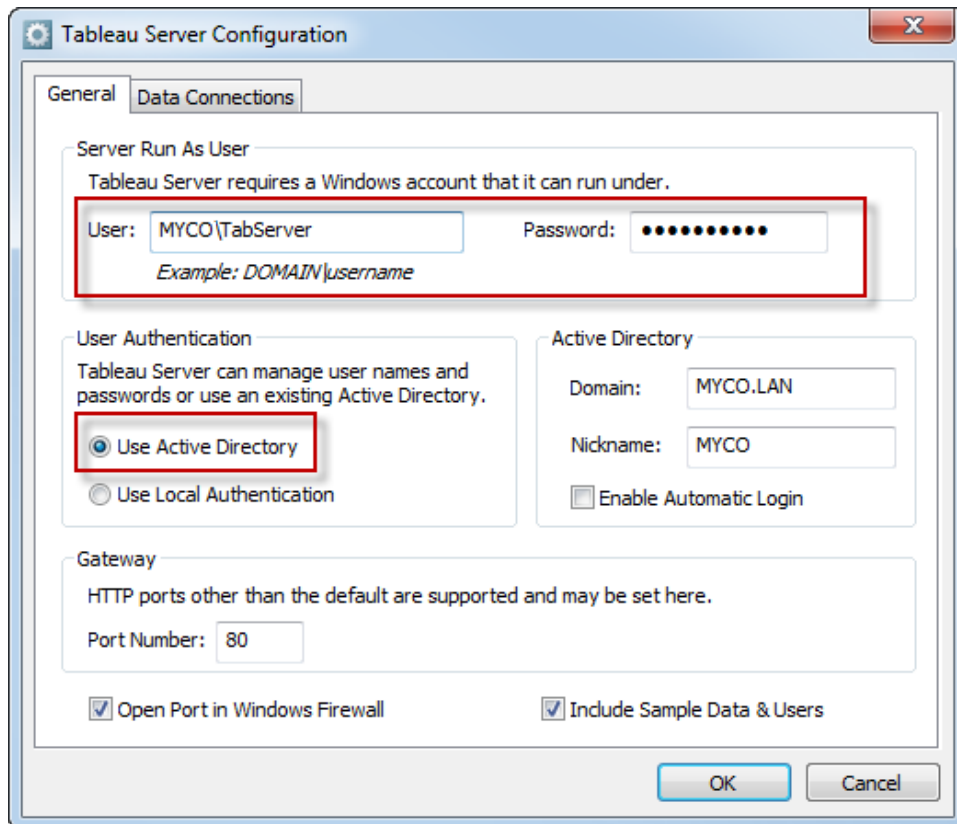 Tableau Server Configuration
General Data Connections
Server Run As User
Tableau Server requires a Windows account that it can run under.
User: MYCO\TabServer Password: ●●●●●●●●●●
Example: DOMAIN\username
User Authentication
Tableau Server can manage user names and
passwords or use an existing Active Directory.
Use Active Directory
Use Local Authentication
Active Directory
Domain: MYCO.LAN
Nickname: MYCO
Enable Automatic Login
Gateway
HTTP ports other than the default are supported and may be set here.
Port Number: 80
Open Port in Windows Firewall Include Sample Data & Users
OK Cancel